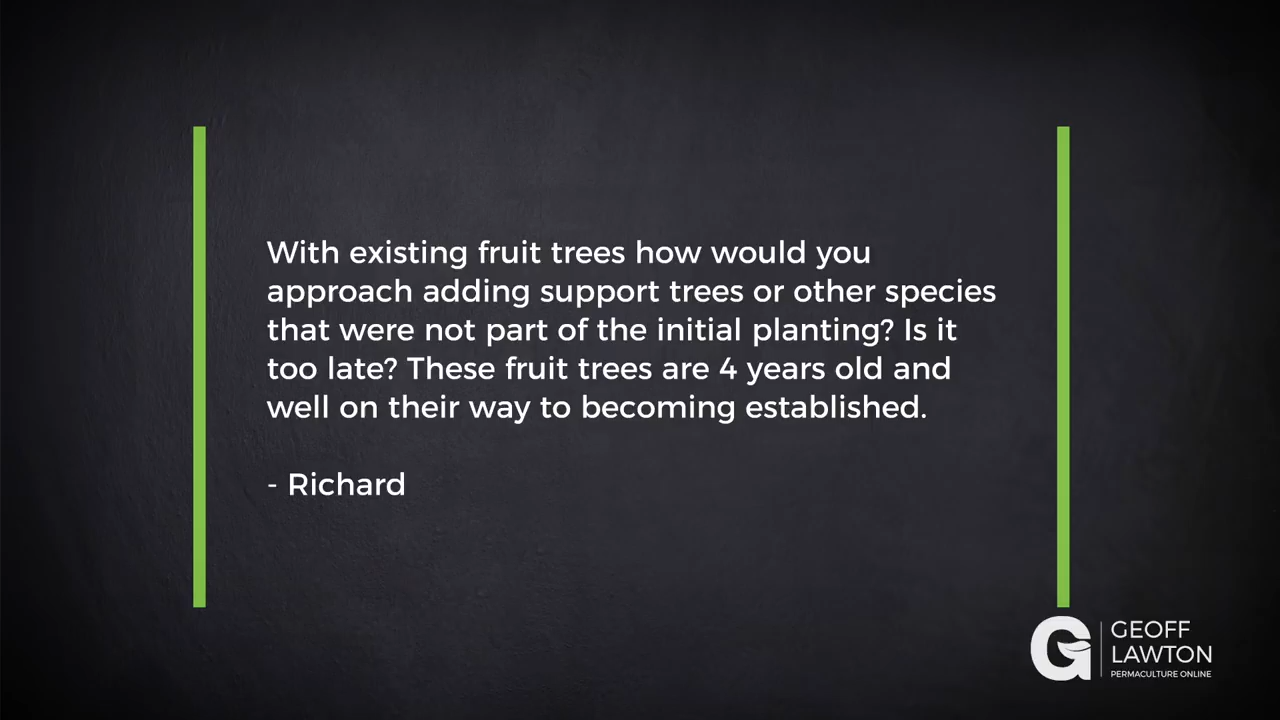 With existing fruit trees how would you
approach adding support trees or other species
that were not part of the initial planting? Is it
too late? These fruit trees are 4 years old and
well on their way to becoming established.
- Richard
GEOFF
LAWTON
PERMACULTURE ONLINE